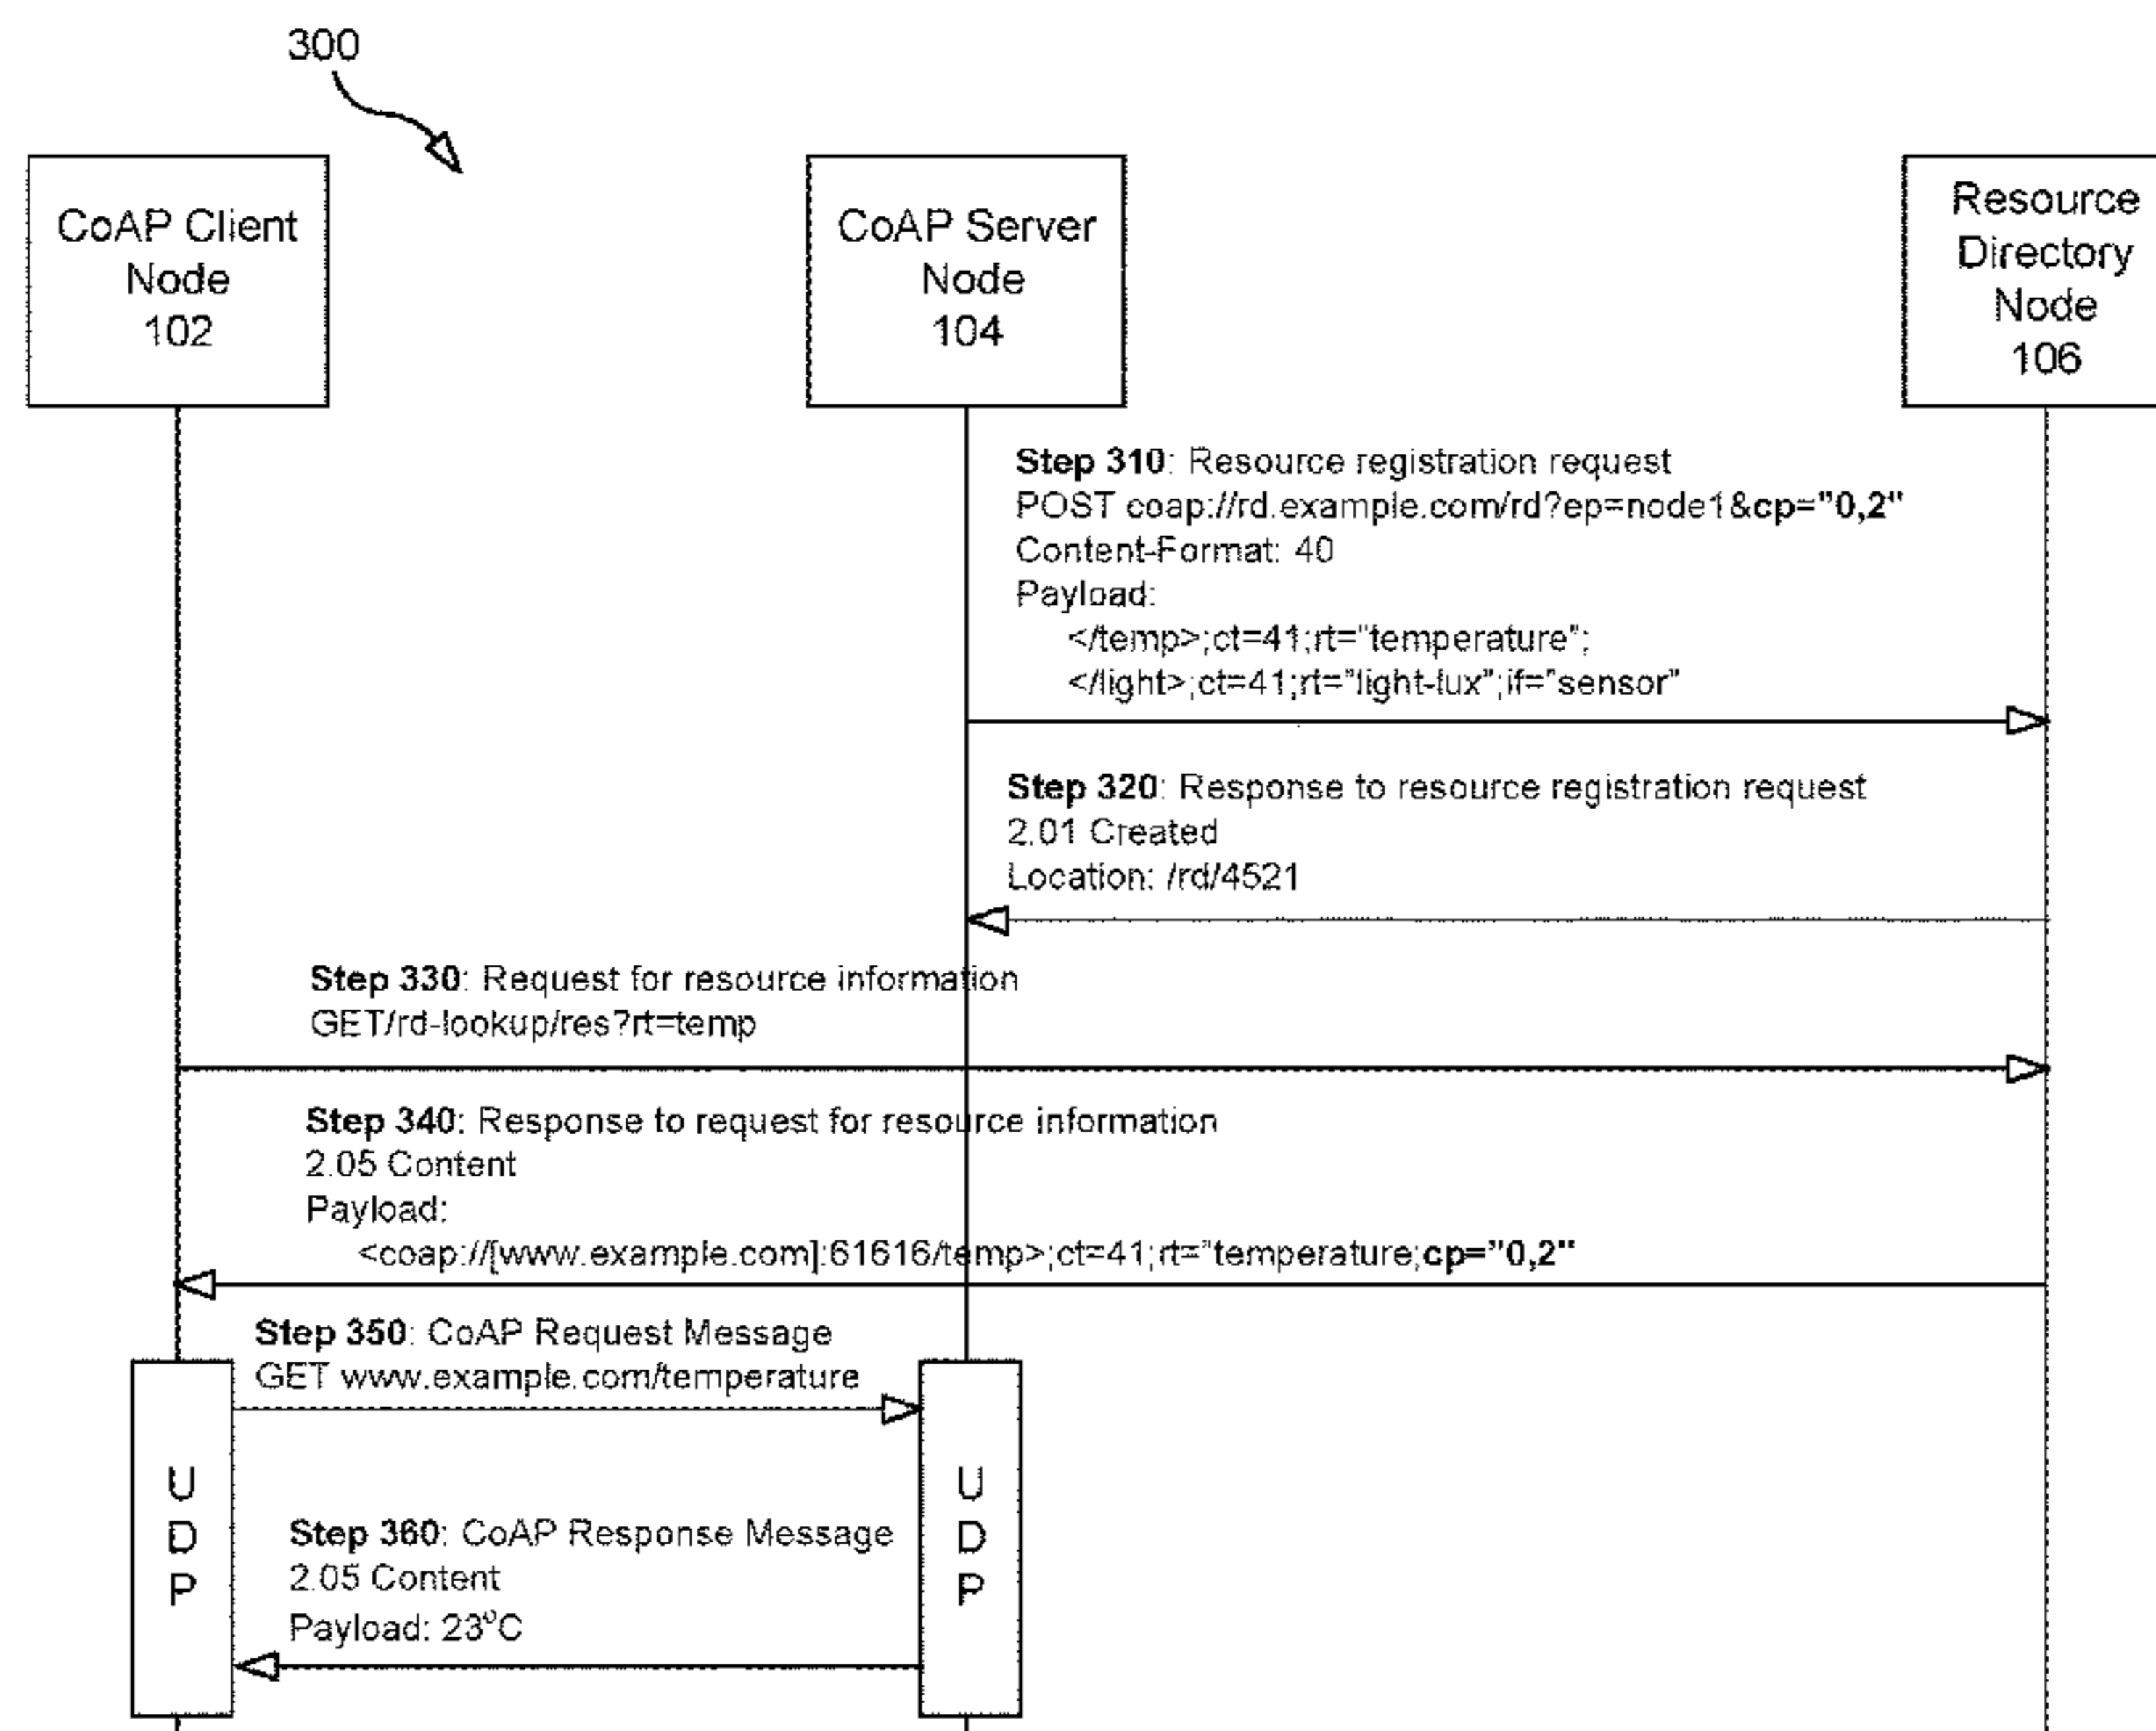 300
CoAP Client
Node
102
CoAP Server
Node
104
Resource
Directory
Node
106
Step 310: Resource registration request
POST coap://rd.example.com/rd?ep=node1&cp="0,2"
Content-Format: 40
Payload:
</temp>;ct=41;rt="temperature";
</light>;ct=41;rt="light-lux";if="sensor"
Step 320: Response to resource registration request
2.01 Created
Location: /rd/4521
Step 330: Request for resource information
GET/rd-lookup/res?rt=temp
Step 340: Response to request for resource information
2.05 Content
Payload:
<coap://[www.example.com]:61616/temp>;ct=41;rt="temperature;cp="0,2"
Step 350: CoAP Request Message
GET www.example.com/temperature
U
D
P
U
D
P
Step 360: CoAP Response Message
2.05 Content
Payload: 23°C